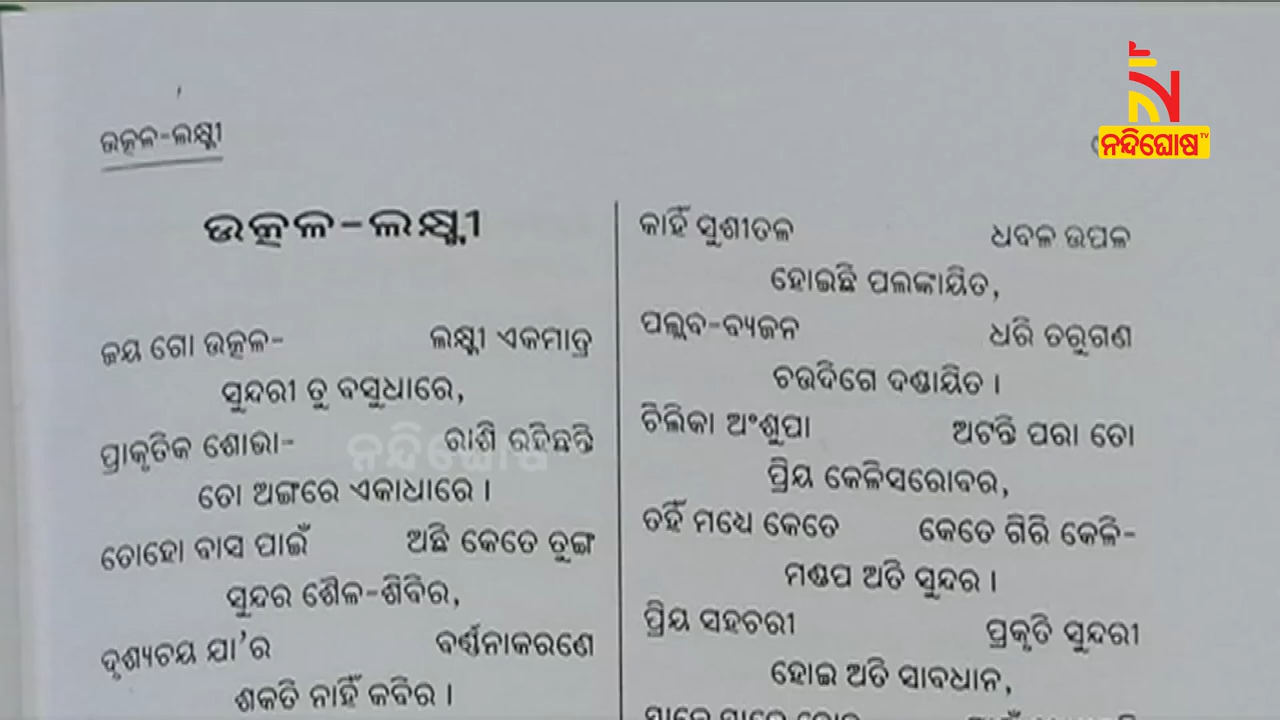 ଉତ୍କଳ-ଲକ୍ଷ୍ମୀ
ନନ୍ଦିଘୋଷ TV
ଉତ୍କଳ-ଲକ୍ଷ୍ମୀ
ଜୟ ଗୋ ଉତ୍କଳ- ଲକ୍ଷ୍ମୀ ଏକମାତ୍ର
ସୁନ୍ଦରୀ ତୁ ବସୁଧାରେ,
ପ୍ରାକୃତିକ ଶୋଭା- ରାଶି ରହିଛନ୍ତି
ତୋ ଅଙ୍ଗରେ ଏକାଧାରେ ।
ତୋହୋ ବାସ ପାଇଁ ଅଛି କେତେ ତୁଙ୍ଗ
ସୁନ୍ଦର ଶୈଳ-ଶିବିର,
ଦୃଶ୍ୟଚୟ ଯା'ର ବର୍ଣ୍ଣନାକରଣେ
ଶକତି ନାହିଁ କବିର ।
ନନ୍ଦିଘୋଷ
କାହିଁ ସୁଶୀତଳ ଧବଳ ଉପଳ
ହୋଇଛି ପଲଙ୍କାୟିତ,
ପଲ୍ଲବ-ବ୍ୟଜନ ଧରି ତରୁଗଣ
ଚଉଦିଗେ ଦଣ୍ଡାୟିତ ।
ଚିଲିକା ଅଂଶୁପା ଅଟନ୍ତି ପରା ତୋ
ପ୍ରିୟ କେଳିସରୋବର,
ତହିଁ ମଧ୍ୟେ କେତେ କେତେ ଗିରି କେଳି-
ମଣ୍ଡପ ଅତି ସୁନ୍ଦର ।
ପ୍ରିୟ ସହଚରୀ ପ୍ରକୃତି ସୁନ୍ଦରୀ
ହୋଇ ଅତି ସାବଧାନ,